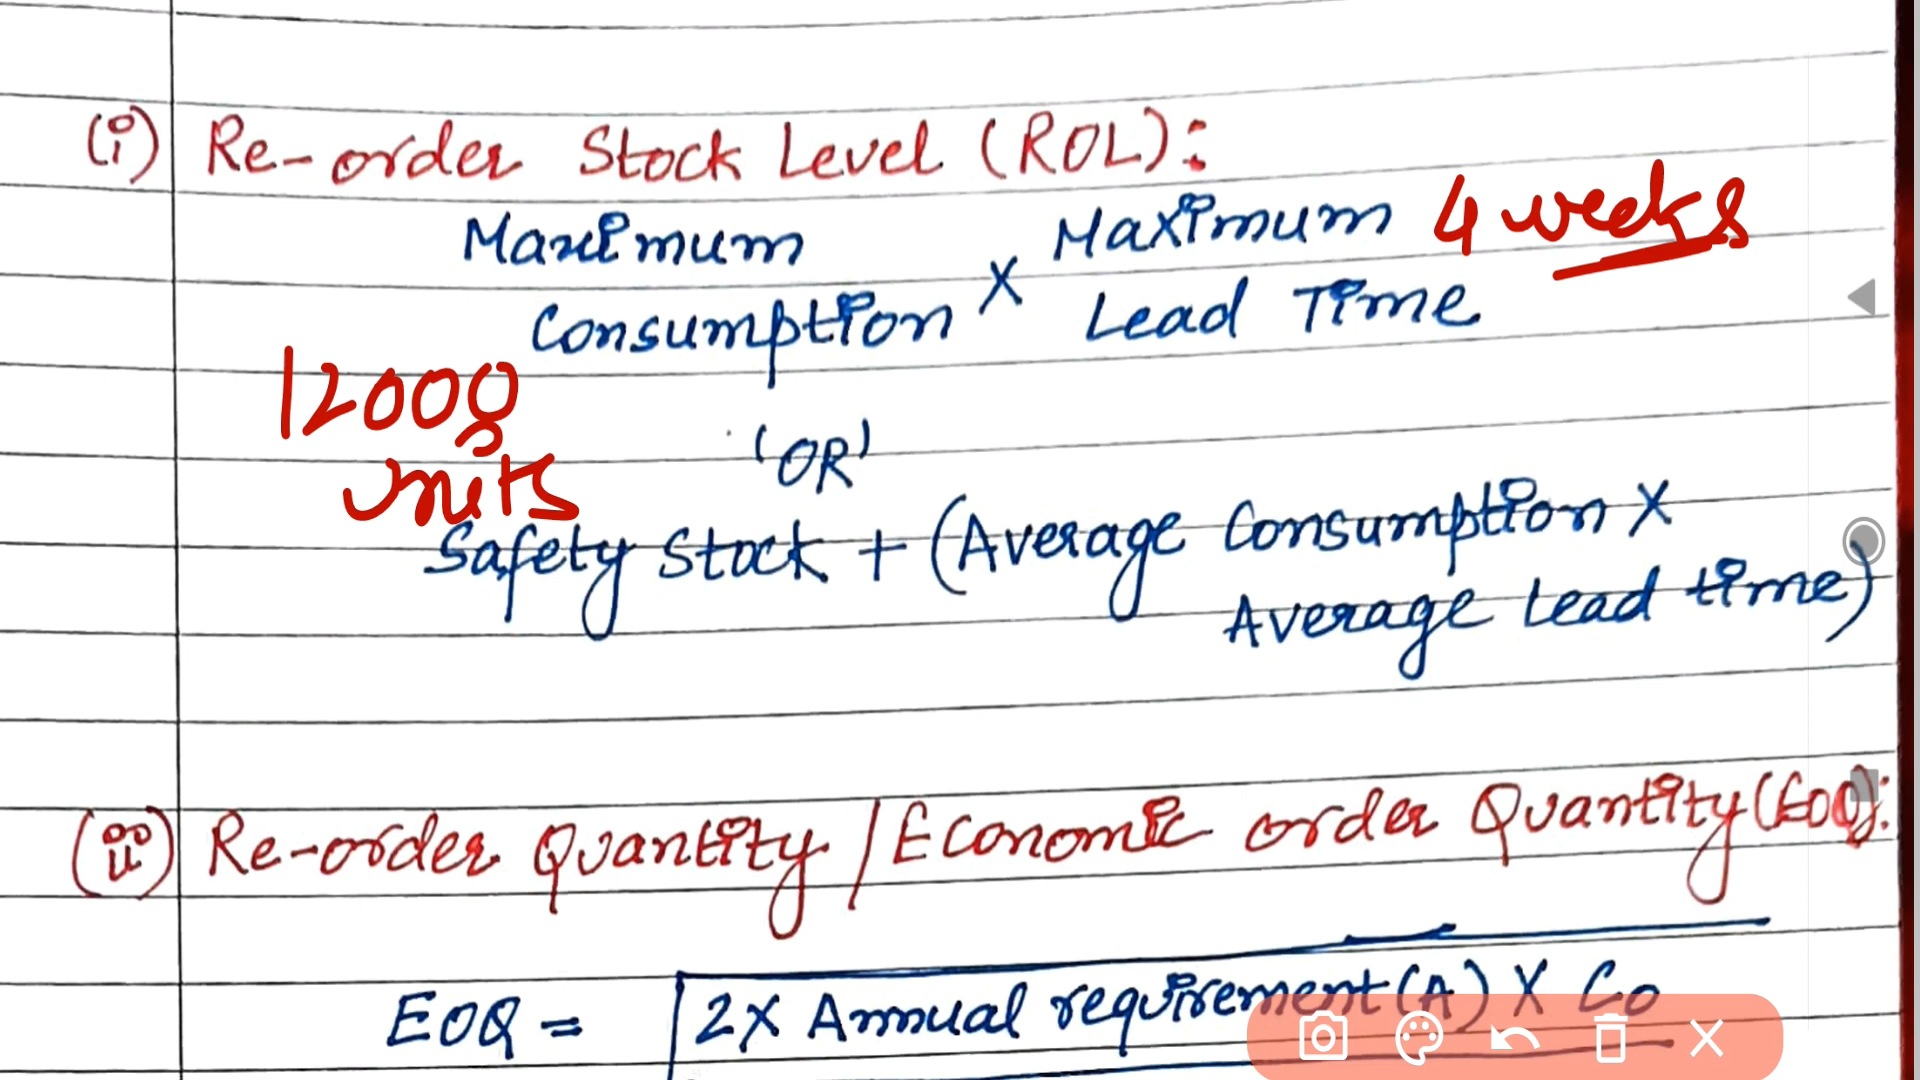 (i) Re-order Stock Level (ROL):
Maximum × Maximum 4 weeks
Consumption Lead Time
12000
units
'OR'
Safety Stock + (Average Consumption ×
Average Lead time)
(ii) Re-order Quantity / Economic order Quantity (EOQ):
EOQ = √2× Annual requirement (A) × Co